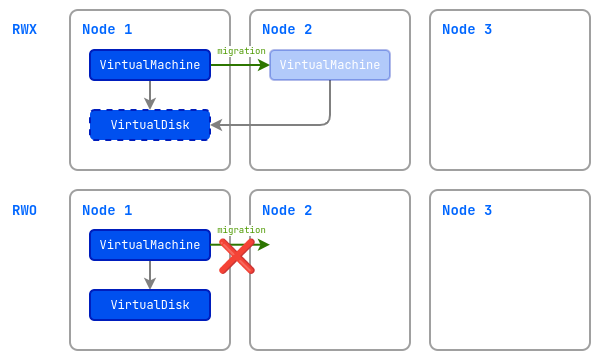 RWX
Node 1
Node 2
Node 3
VirtualMachine
migration
VirtualMachine
VirtualDisk
RWO
Node 1
Node 2
Node 3
VirtualMachine
migration
VirtualDisk